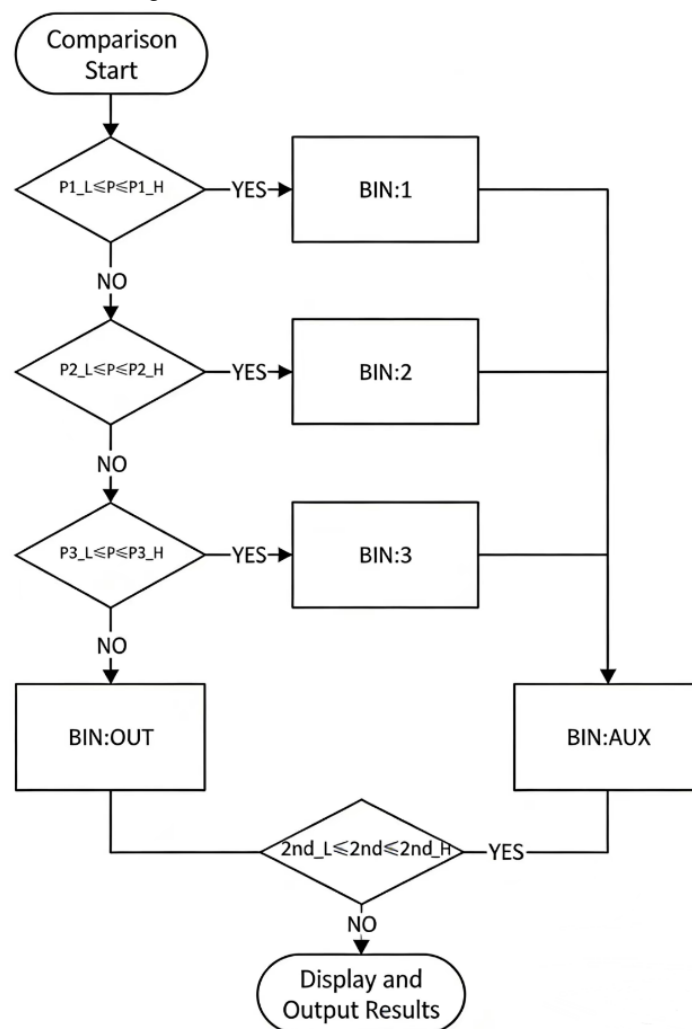 Comparison
Start
P1_L≤P≤P1_H
YES
BIN:1
NO
P2_L≤P≤P2_H
YES
BIN:2
NO
P3_L≤P≤P3_H
YES
BIN:3
NO
BIN:OUT
BIN:AUX
2nd_L≤2nd≤2nd_H
YES
NO
Display and
Output Results